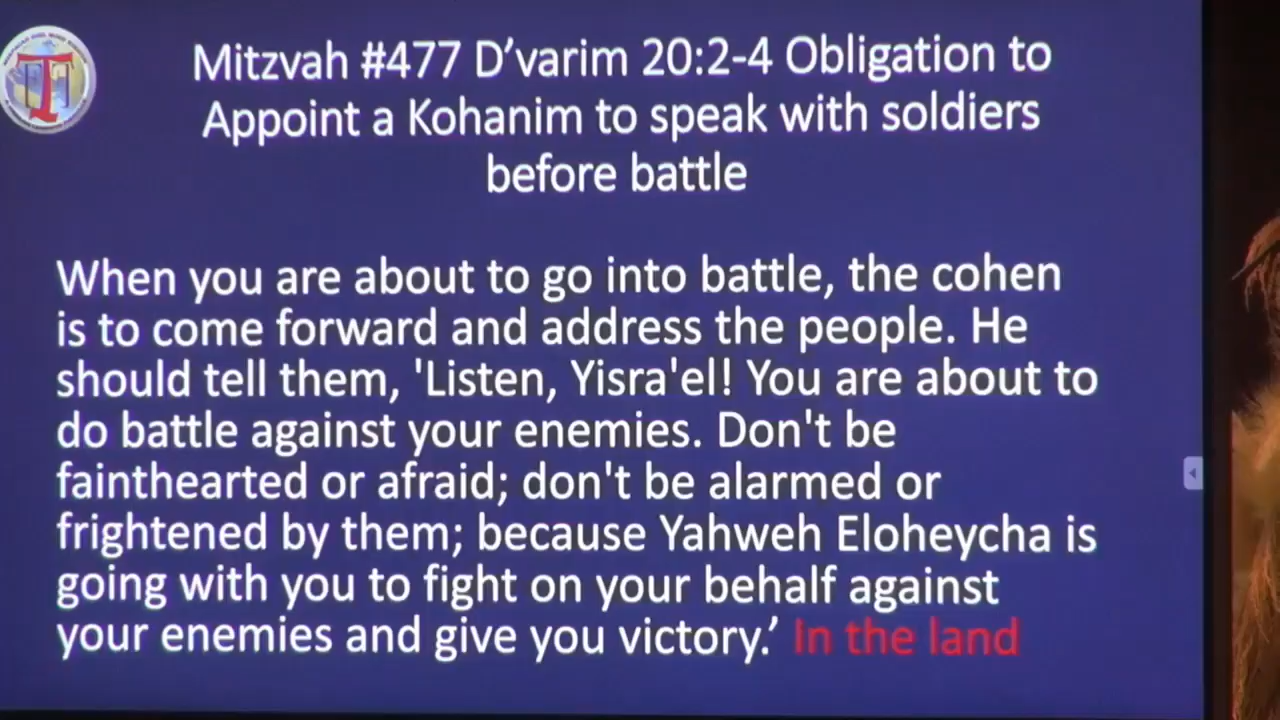 Mitzvah #477 D’varim 20:2-4 Obligation to
Appoint a Kohanim to speak with soldiers
before battle
When you are about to go into battle, the cohen
is to come forward and address the people. He
should tell them, 'Listen, Yisra'el! You are about to
do battle against your enemies. Don't be
fainthearted or afraid; don't be alarmed or
frightened by them; because Yahweh Eloheycha is
going with you to fight on your behalf against
your enemies and give you victory.’ In the land